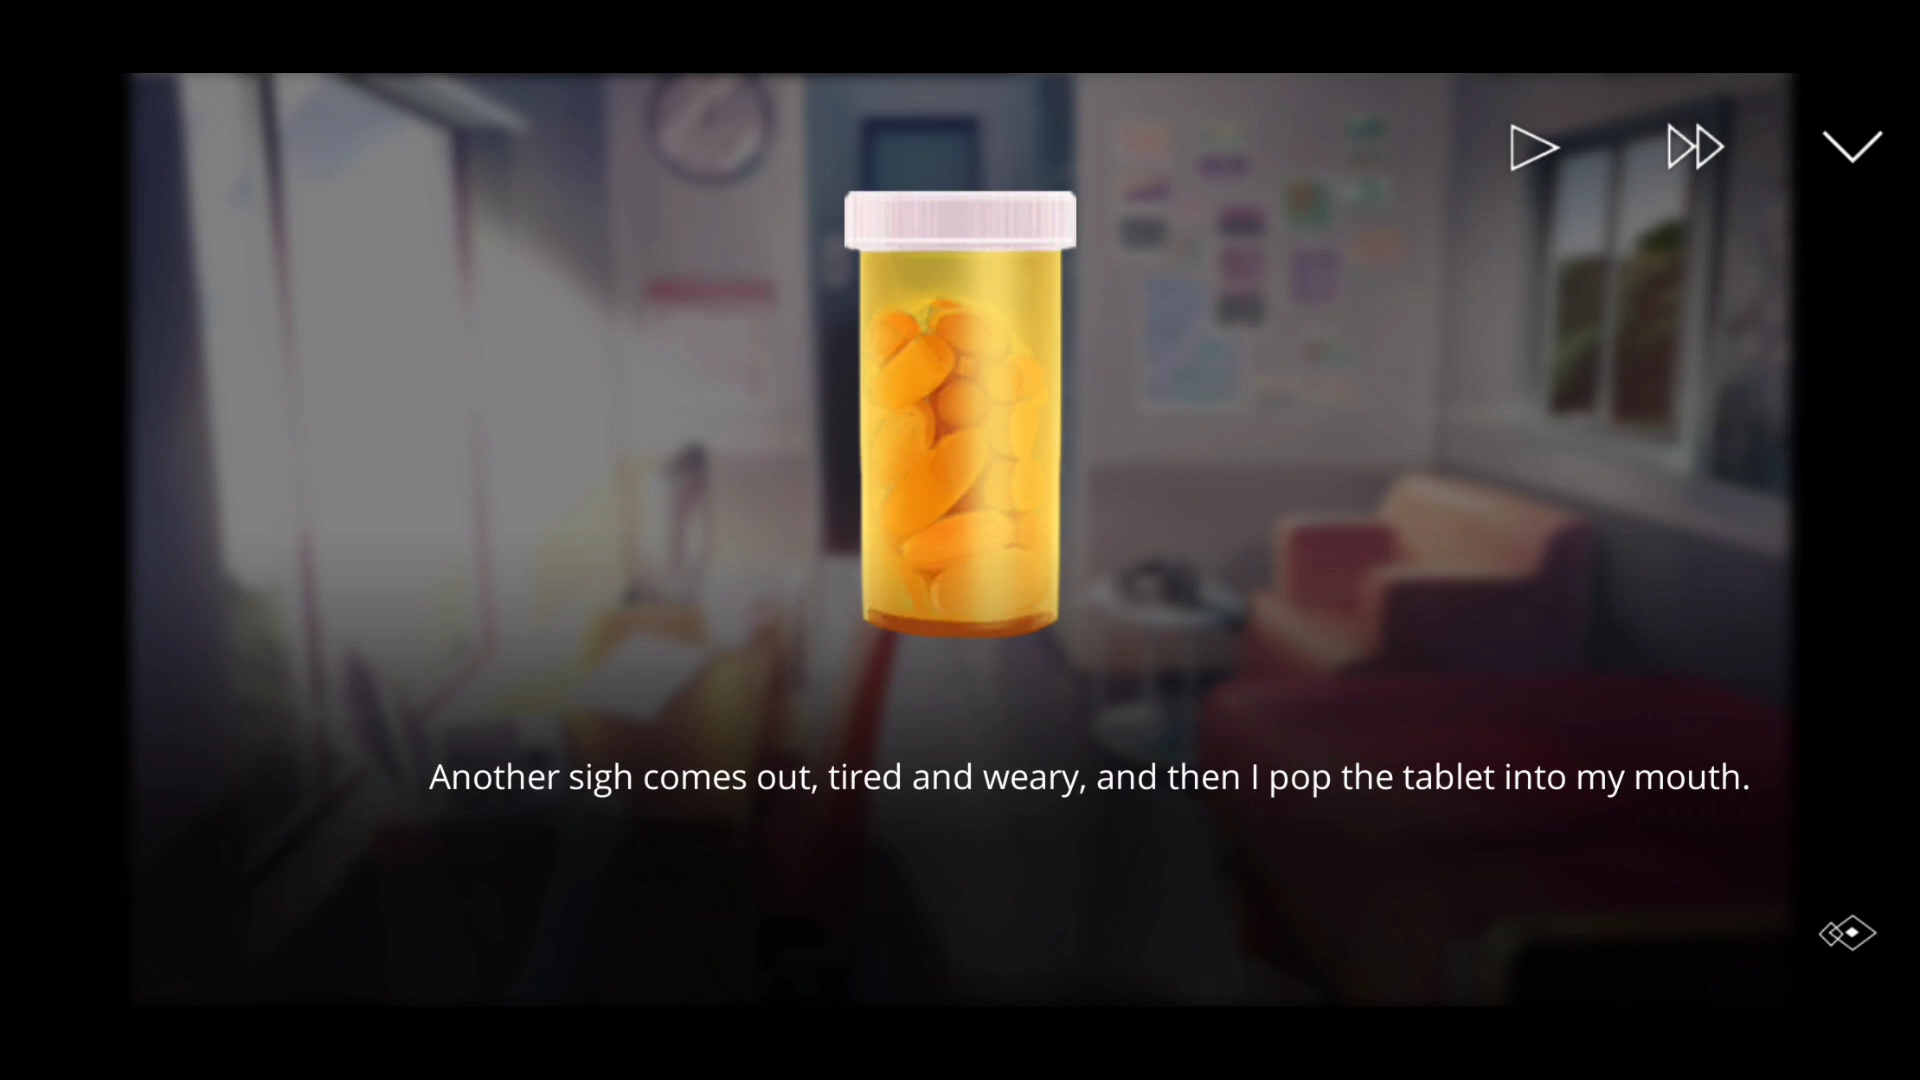 Another sigh comes out, tired and weary, and then I pop the tablet into my mouth.